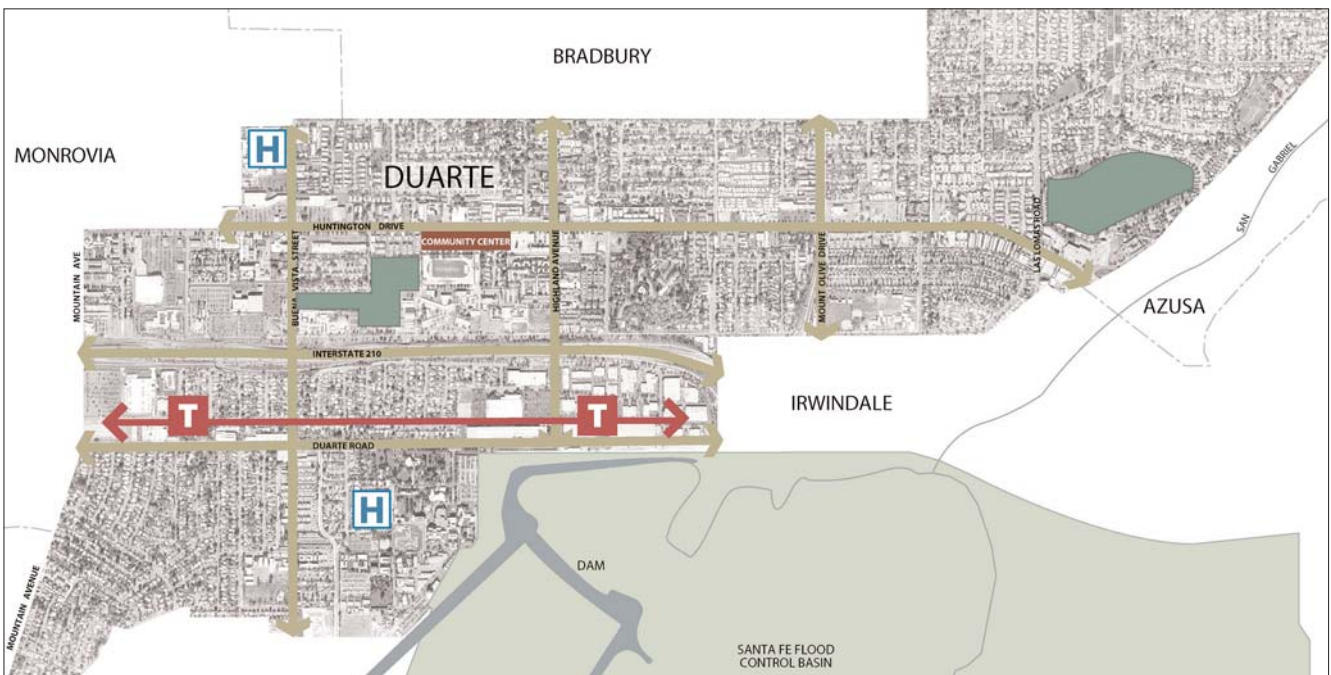 BRADBURY
MONROVIA
H
DUARTE
SAN GABRIEL
HUNTINGTON DRIVE
COMMUNITY CENTER
MOUNTAIN AVE
BUENA VISTA STREET
HIGHLAND AVENUE
MOUNT OLIVE DRIVE
LAS LOMAS ROAD
AZUSA
INTERSTATE 210
T
T
IRWINDALE
DUARTE ROAD
H
DAM
MOUNTAIN AVENUE
SANTA FE FLOOD
CONTROL BASIN